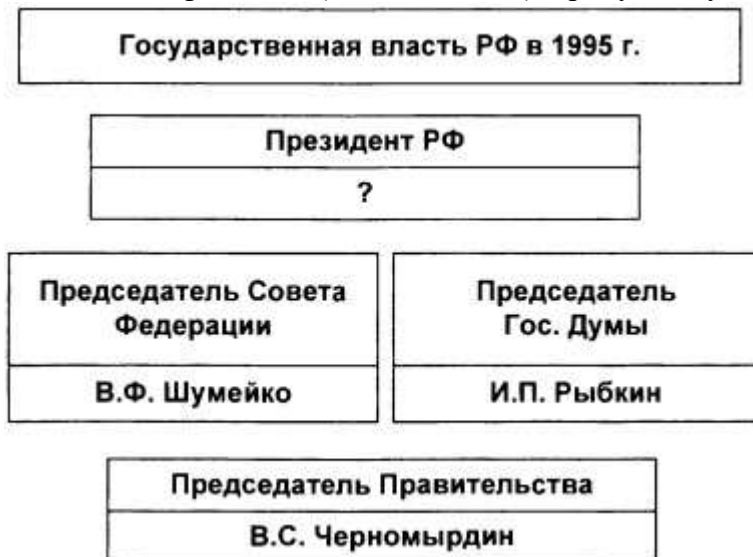 Государственная власть РФ в 1995 г.
Президент РФ
?
Председатель Совета
Федерации
В.Ф. Шумейко
Председатель
Гос. Думы
И.П. Рыбкин
Председатель Правительства
В.С. Черномырдин